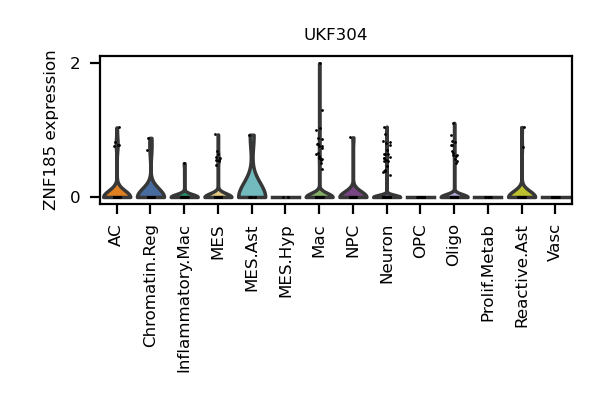 UKF304
ZNF185 expression
2
0
AC
Chromatin.Reg
Inflammatory.Mac
MES
MES.Ast
MES.Hyp
Mac
NPC
Neuron
OPC
Oligo
Prolif.Metab
Reactive.Ast
Vasc